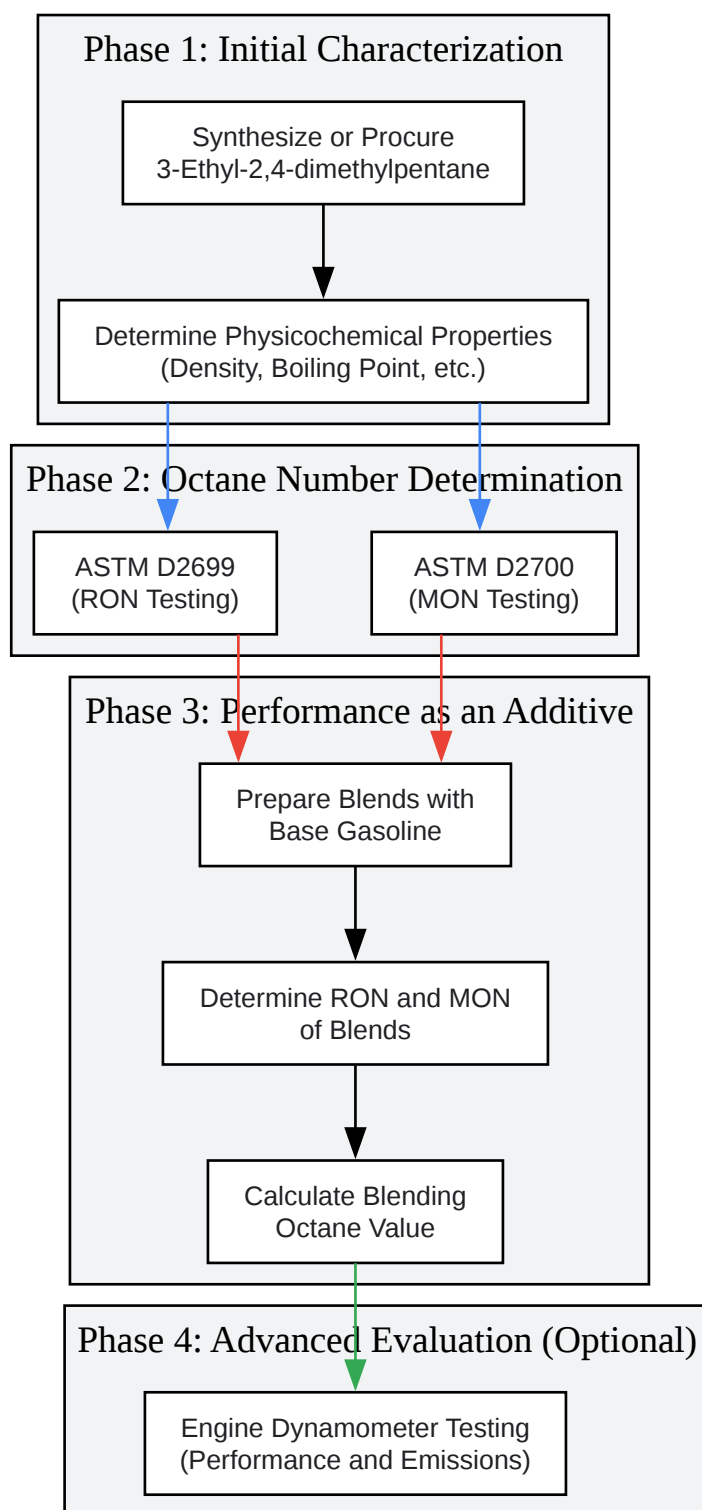 Phase 1: Initial Characterization
Synthesize or Procure
3-Ethyl-2,4-dimethylpentane
Determine Physicochemical Properties
(Density, Boiling Point, etc.)
Phase 2: Octane Number Determination
ASTM D2699
(RON Testing)
ASTM D2700
(MON Testing)
Phase 3: Performance as an Additive
Prepare Blends with
Base Gasoline
Determine RON and MON
of Blends
Calculate Blending
Octane Value
Phase 4: Advanced Evaluation (Optional)
Engine Dynamometer Testing
(Performance and Emissions)